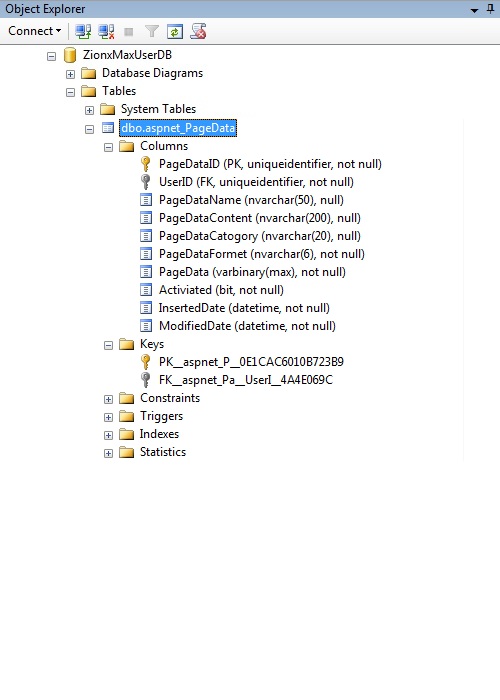 Object Explorer
Connect
ZionxMaxUserDB
Database Diagrams
Tables
System Tables
dbo.aspnet_PageData
Columns
PageDataID (PK, uniqueidentifier, not null)
UserID (FK, uniqueidentifier, not null)
PageDataName (nvarchar(50), null)
PageDataContent (nvarchar(200), null)
PageDataCatogory (nvarchar(20), null)
PageDataFormet (nvarchar(6), not null)
PageData (varbinary(max), not null)
Activiated (bit, not null)
InsertedDate (datetime, not null)
ModifiedDate (datetime, not null)
Keys
PK__aspnet_P__0E1CAC6010B723B9
FK__aspnet_Pa__UserI__4A4E069C
Constraints
Triggers
Indexes
Statistics